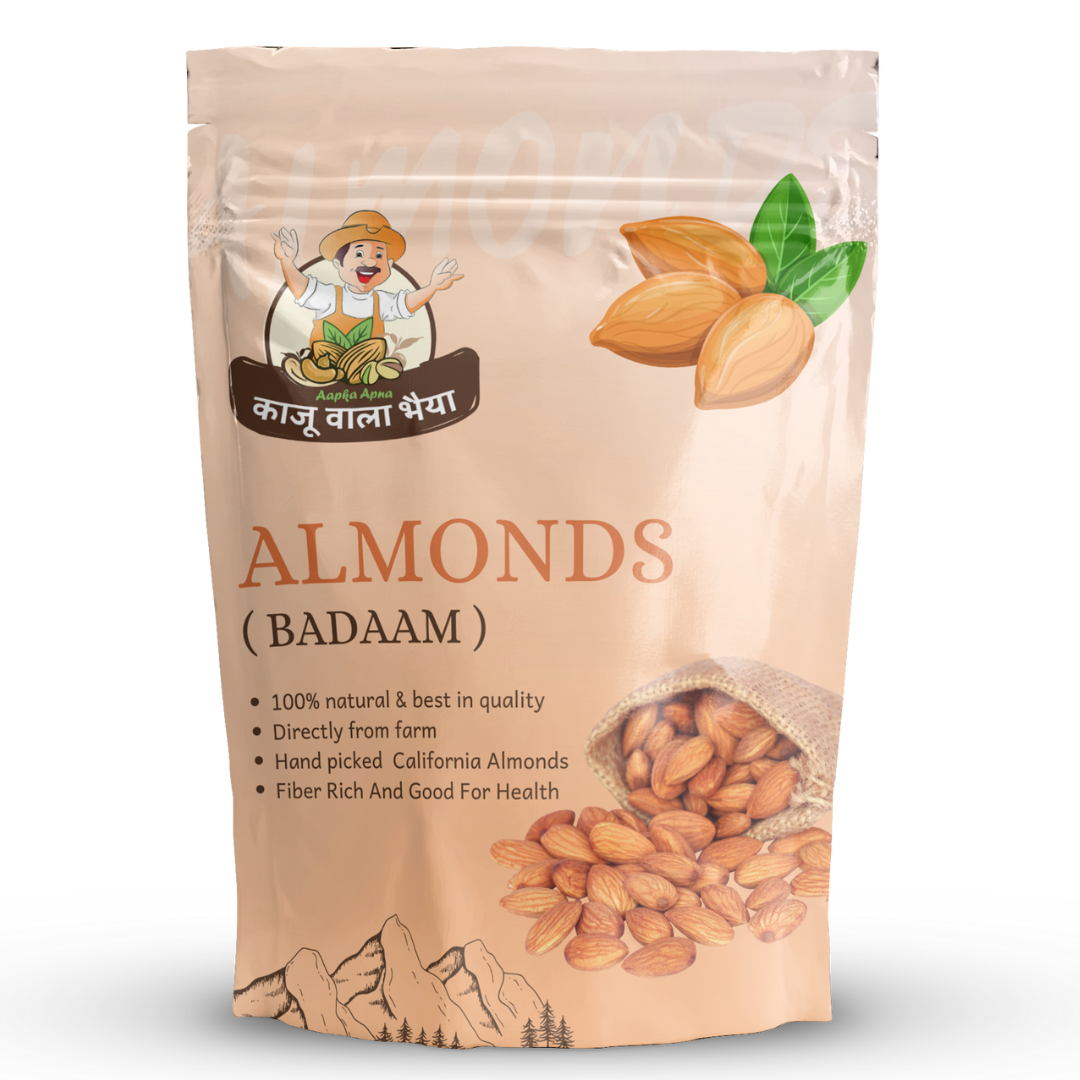 ALMONDS
Aapka Apna
काजू वाला भैया
ALMONDS
( BADAAM )
• 100% natural & best in quality
• Directly from farm
• Hand picked California Almonds
• Fiber Rich And Good For Health